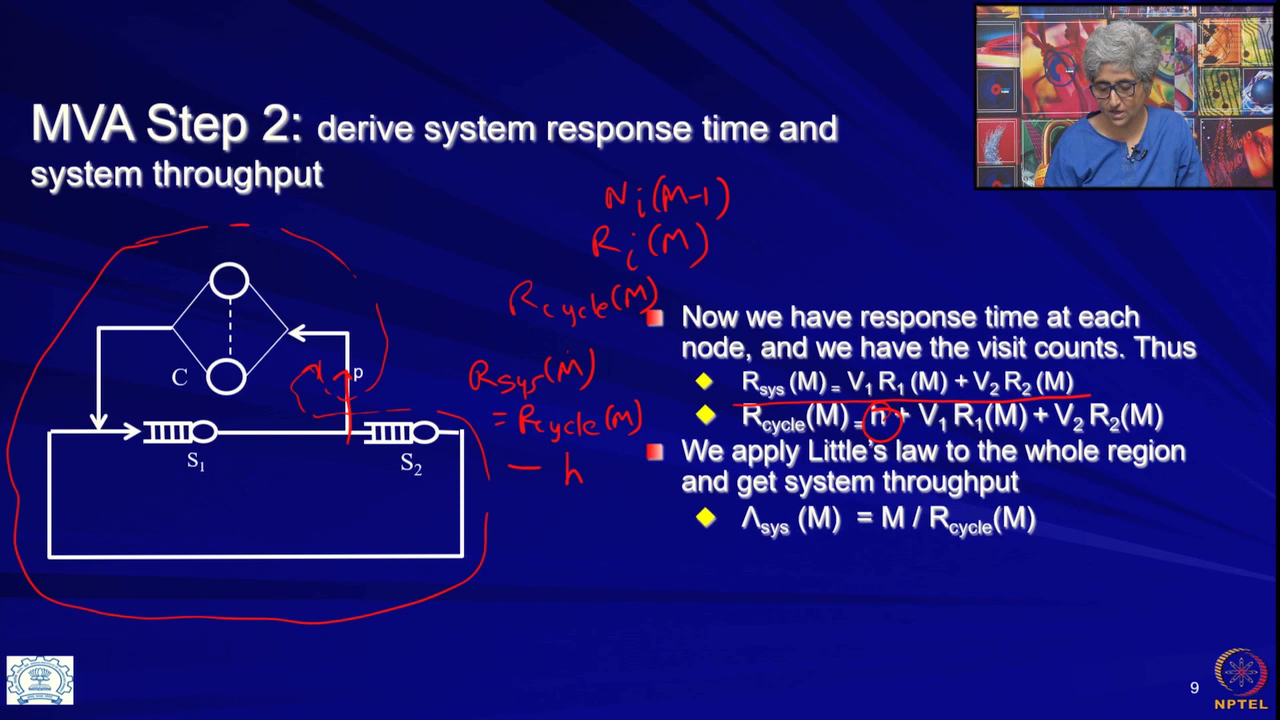 MVA Step 2: derive system response time and
system throughput
N_i(M-1)
R_i(M)
R_cycle(M)
R_sys(M)
= R_cycle(M)
- h
C
p
S₁
S₂
Now we have response time at each
node, and we have the visit counts. Thus
R_sys (M) = V₁ R₁ (M) + V₂ R₂ (M)
R_cycle(M) = h + V₁ R₁(M) + V₂ R₂(M)
We apply Little's law to the whole region
and get system throughput
Λ_sys (M) = M / R_cycle(M)
9
NPTEL